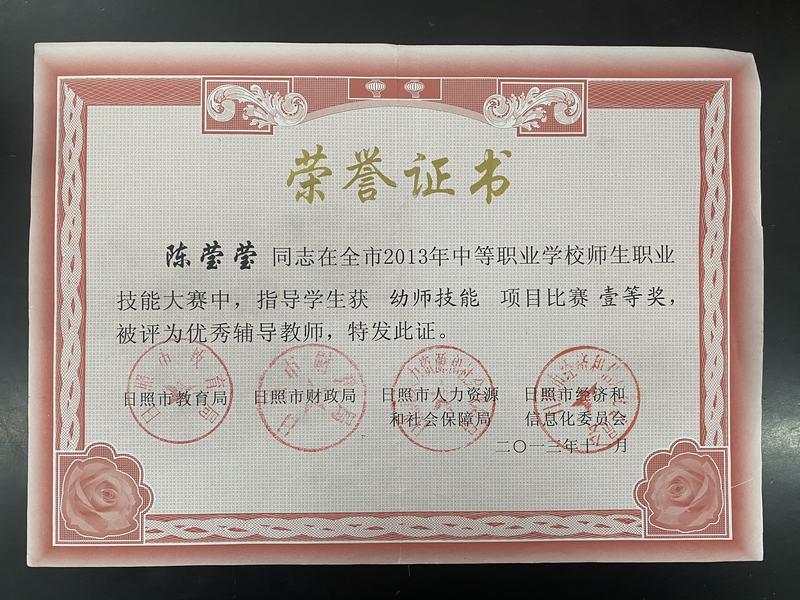 荣誉证书
陈莹莹 同志在全市2013年中等职业学校师生职业
技能大赛中，指导学生获 幼师技能 项目比赛 壹等奖，
被评为优秀辅导教师，特发此证。
日照市教育局 日照市财政局 日照市人力资源 日照市经济和
和社会保障局 信息化委员会
二〇一三年十一月